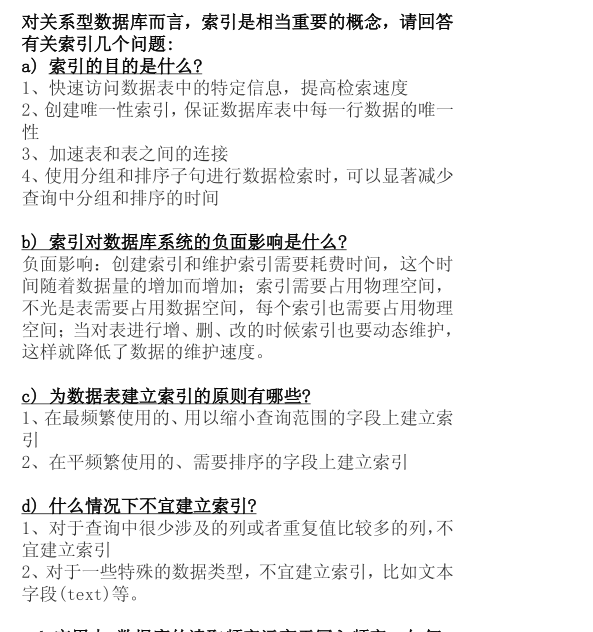 对关系型数据库而言，索引是相当重要的概念，请回答
有关索引几个问题:
a) 索引的目的是什么?
1、快速访问数据表中的特定信息，提高检索速度
2、创建唯一性索引，保证数据库表中每一行数据的唯一
性
3、加速表和表之间的连接
4、使用分组和排序子句进行数据检索时，可以显著减少
查询中分组和排序的时间
b) 索引对数据库系统的负面影响是什么?
负面影响：创建索引和维护索引需要耗费时间，这个时
间随着数据量的增加而增加；索引需要占用物理空间，
不光是表需要占用数据空间，每个索引也需要占用物理
空间；当对表进行增、删、改的时候索引也要动态维护，
这样就降低了数据的维护速度。
c) 为数据表建立索引的原则有哪些?
1、在最频繁使用的、用以缩小查询范围的字段上建立索
引
2、在平频繁使用的、需要排序的字段上建立索引
d) 什么情况下不宜建立索引?
1、对于查询中很少涉及的列或者重复值比较多的列，不
宜建立索引
2、对于一些特殊的数据类型，不宜建立索引，比如文本
字段(text)等。